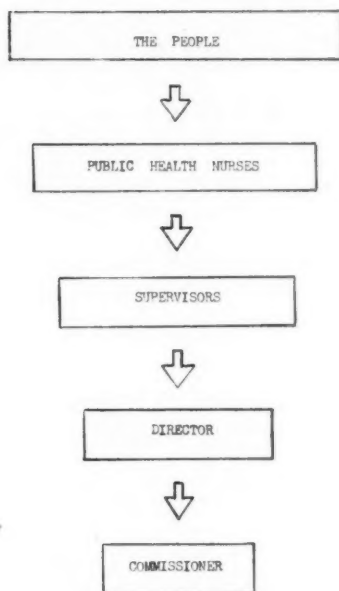 THE PEOPLE
PUBLIC HEALTH NURSES
SUPERVISORS
DIRECTOR
COMMISSIONER